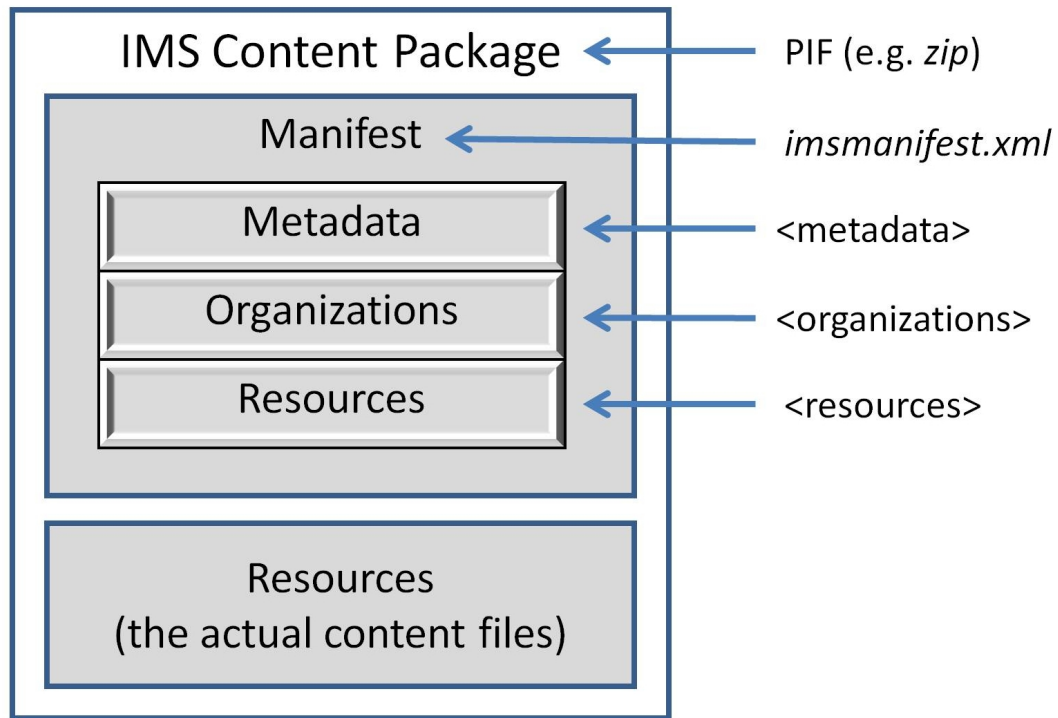 IMS Content Package
PIF (e.g. zip)
Manifest
imsmanifest.xml
Metadata
<metadata>
Organizations
<organizations>
Resources
<resources>
Resources
(the actual content files)